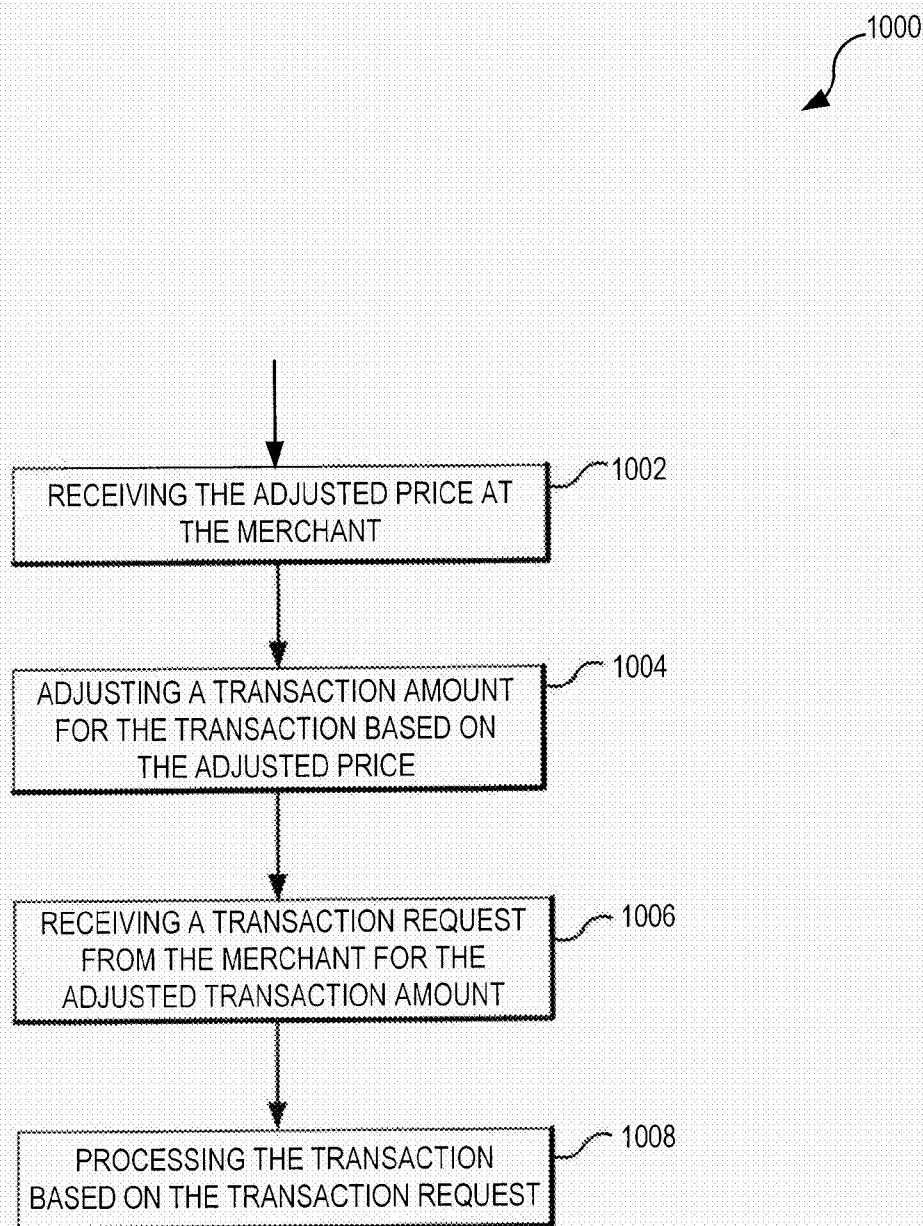 1000
RECEIVING THE ADJUSTED PRICE AT
THE MERCHANT
1002
ADJUSTING A TRANSACTION AMOUNT
FOR THE TRANSACTION BASED ON
THE ADJUSTED PRICE
1004
RECEIVING A TRANSACTION REQUEST
FROM THE MERCHANT FOR THE
ADJUSTED TRANSACTION AMOUNT
1006
PROCESSING THE TRANSACTION
BASED ON THE TRANSACTION REQUEST
1008